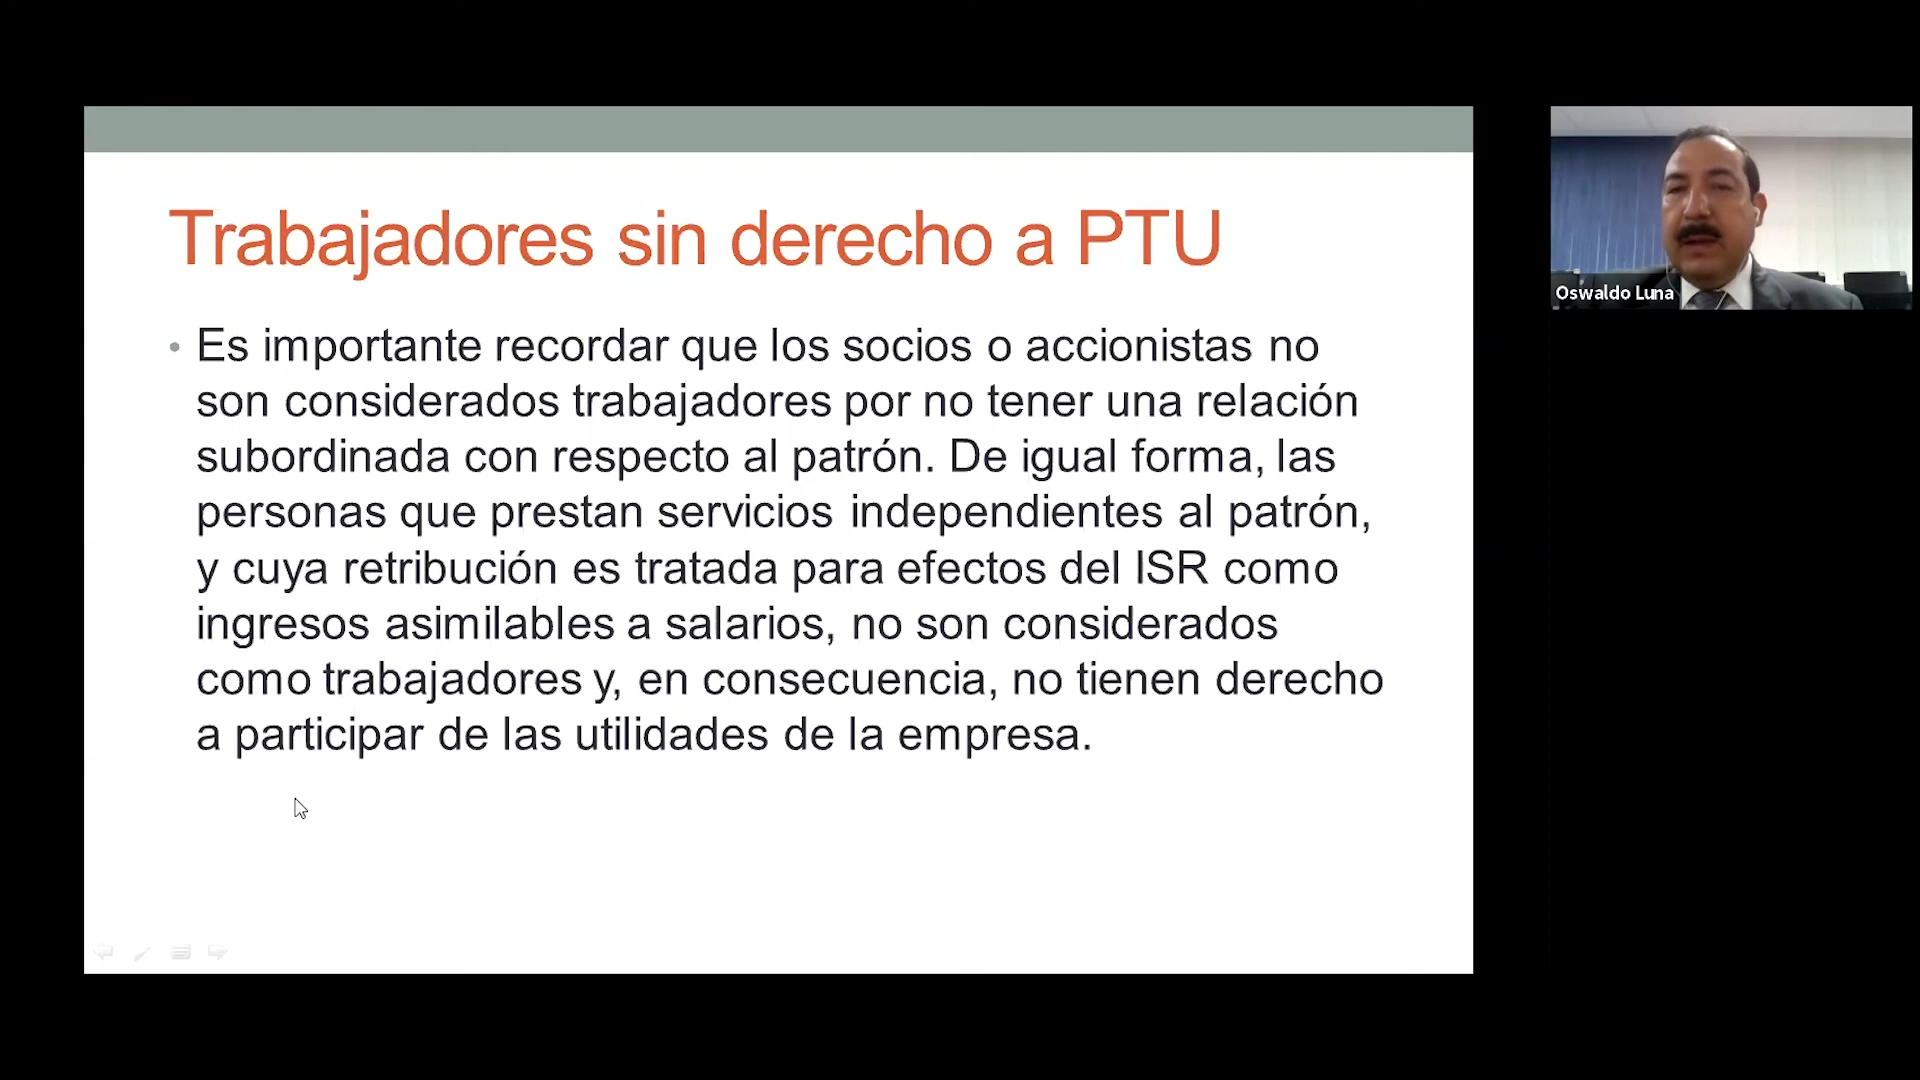 Trabajadores sin derecho a PTU
• Es importante recordar que los socios o accionistas no
son considerados trabajadores por no tener una relación
subordinada con respecto al patrón. De igual forma, las
personas que prestan servicios independientes al patrón,
y cuya retribución es tratada para efectos del ISR como
ingresos asimilables a salarios, no son considerados
como trabajadores y, en consecuencia, no tienen derecho
a participar de las utilidades de la empresa.
Oswaldo Luna